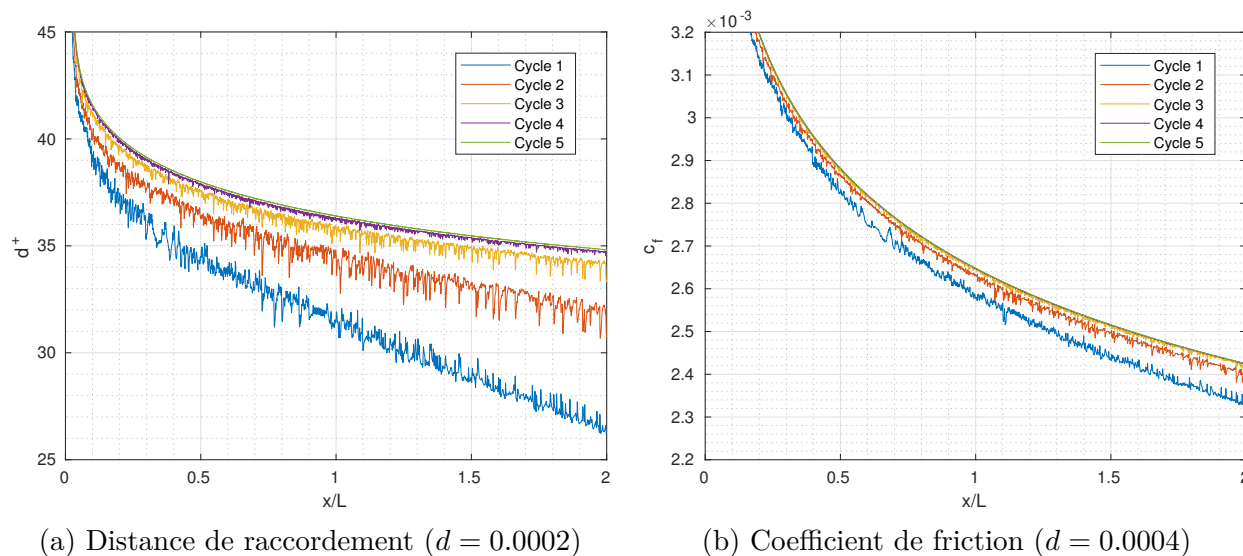 45
40
35
30
25
d⁺
0
0.5
1
1.5
2
x/L
Cycle 1
Cycle 2
Cycle 3
Cycle 4
Cycle 5
(a) Distance de raccordement (d = 0.0002)
×10⁻³
3.2
3.1
3
2.9
2.8
2.7
2.6
2.5
2.4
2.3
2.2
c_f
0
0.5
1
1.5
2
x/L
Cycle 1
Cycle 2
Cycle 3
Cycle 4
Cycle 5
(b) Coefficient de friction (d = 0.0004)